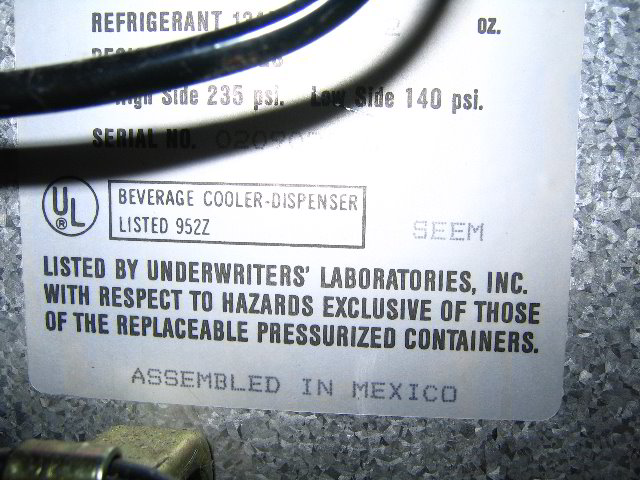 REFRIGERANT OZ.
High Side 235 psi. Low Side 140 psi.
SERIAL NO.
UL ® BEVERAGE COOLER-DISPENSER
LISTED 952Z
SEEM
LISTED BY UNDERWRITERS' LABORATORIES, INC.
WITH RESPECT TO HAZARDS EXCLUSIVE OF THOSE
OF THE REPLACEABLE PRESSURIZED CONTAINERS.
ASSEMBLED IN MEXICO